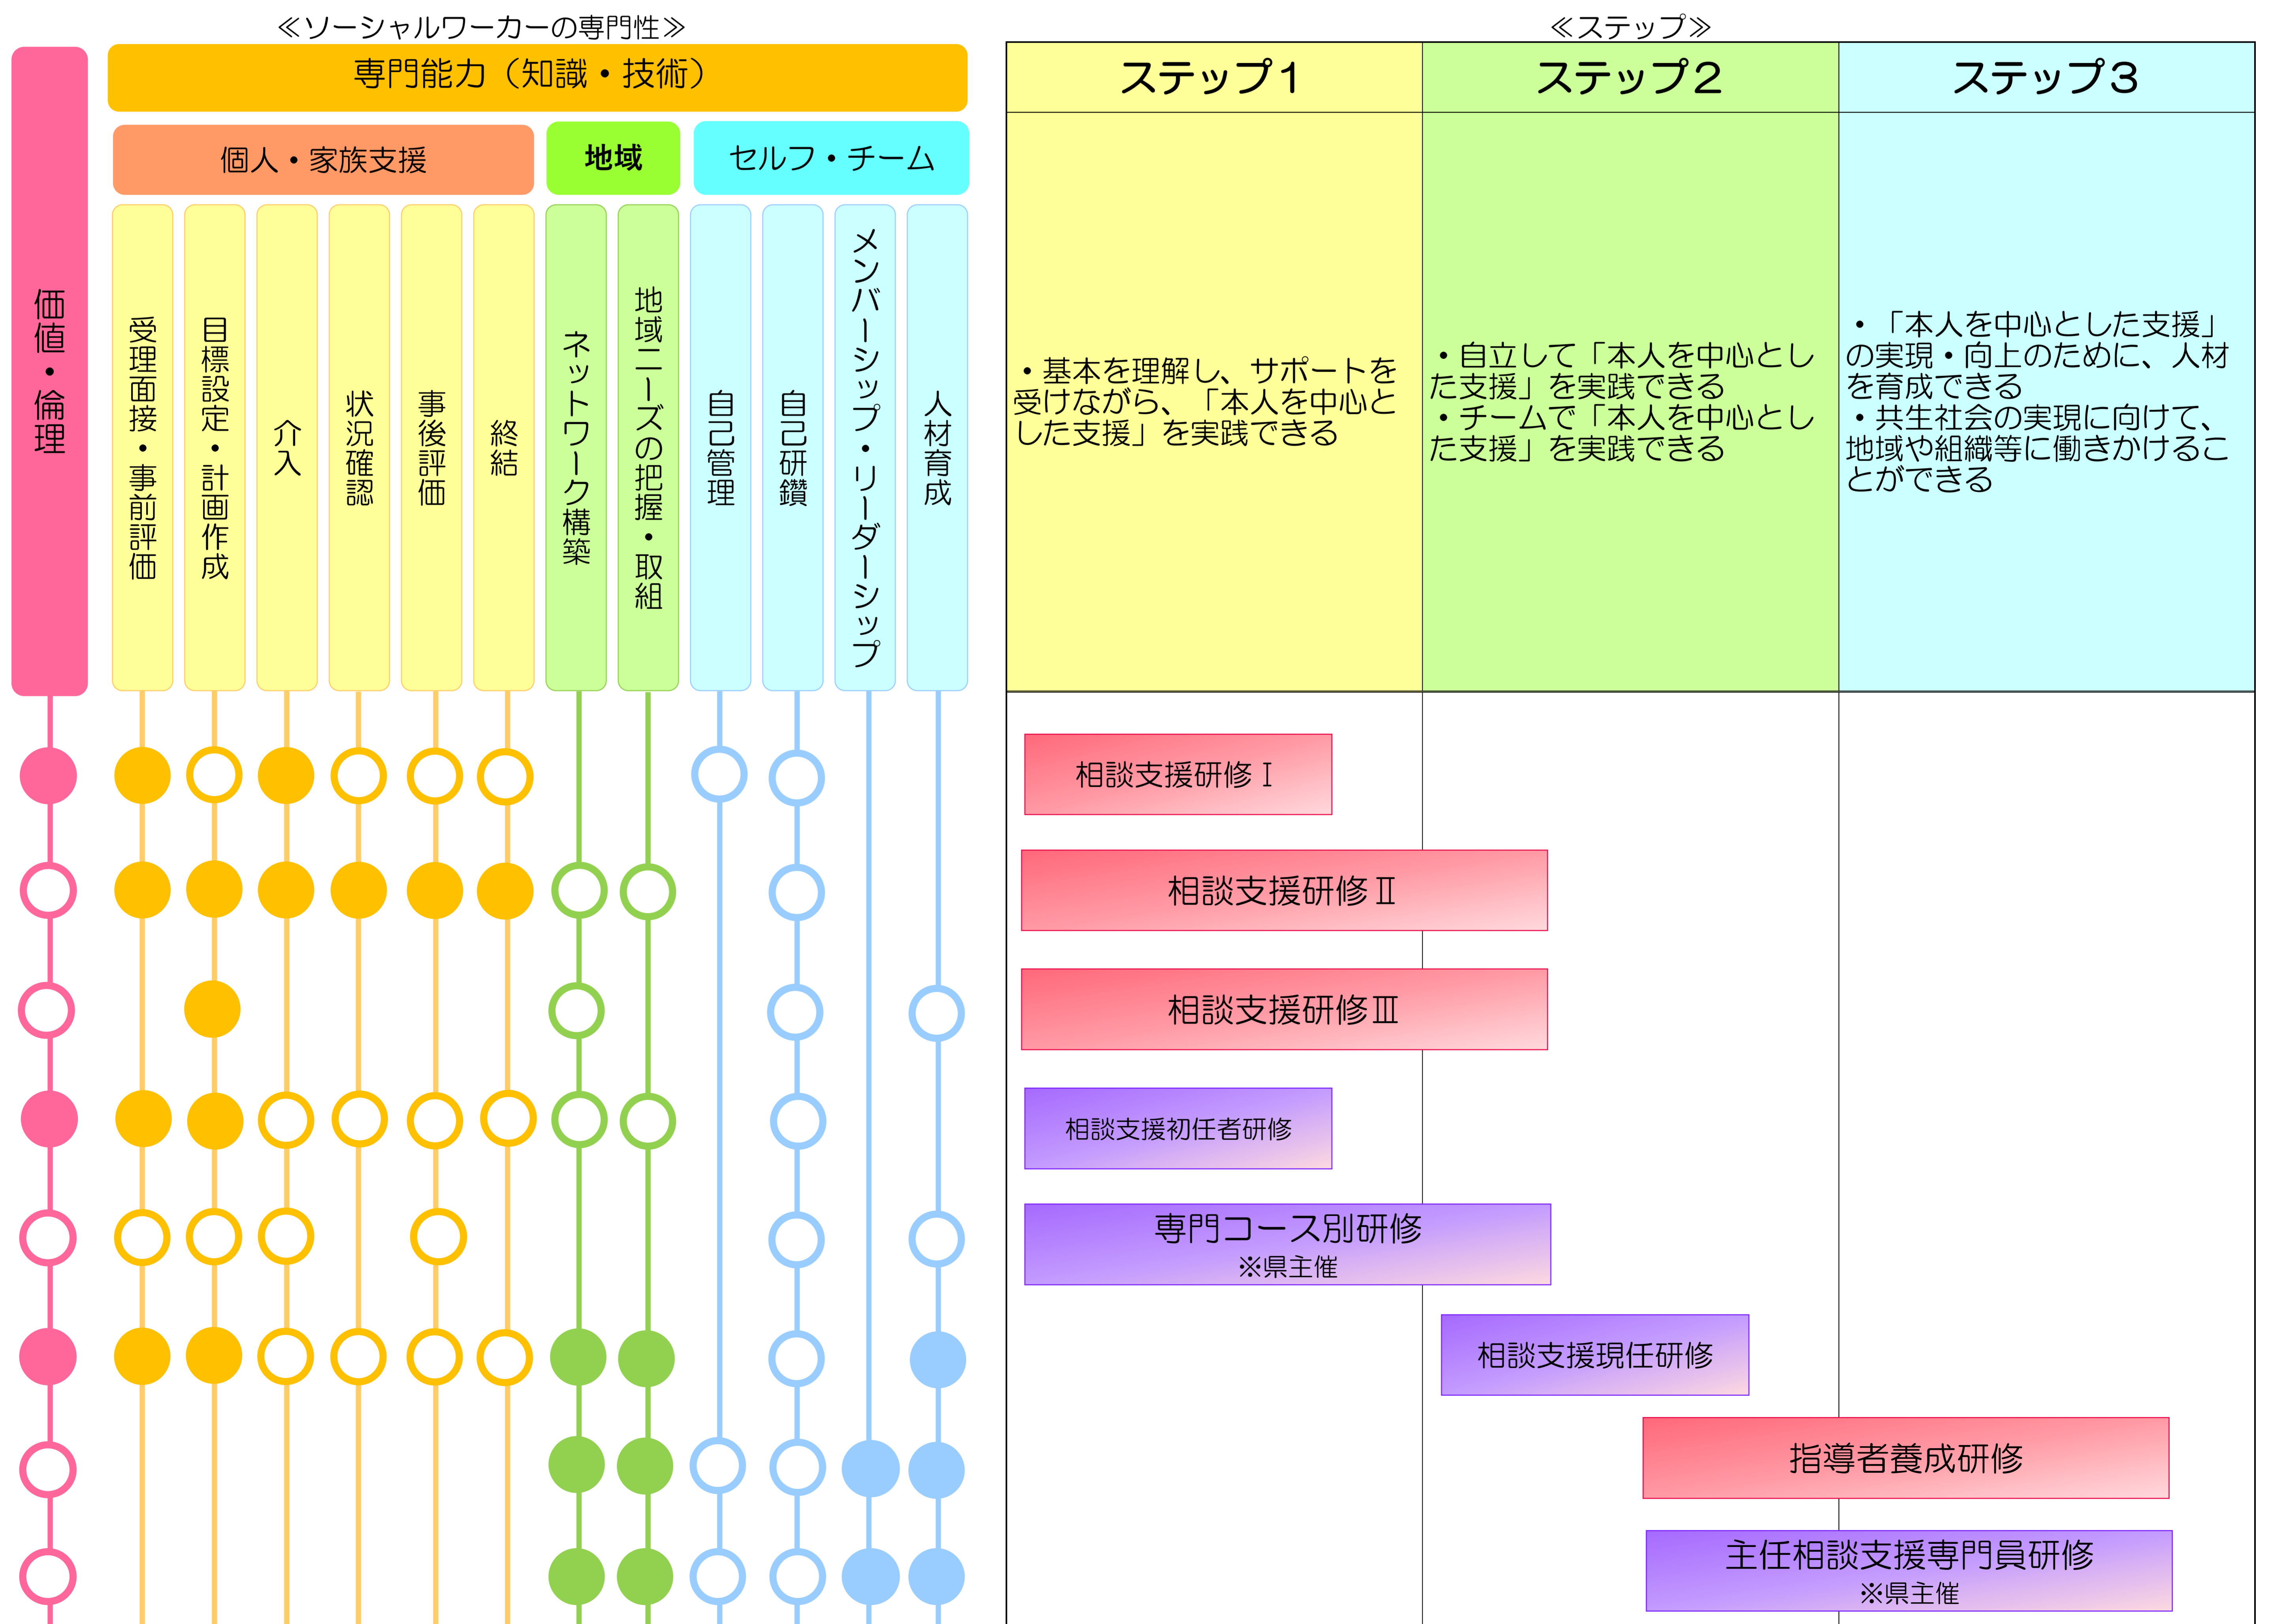 ≪ソーシャルワーカーの専門性≫
≪ステップ≫
価値・倫理
専門能力（知識・技術）
個人・家族支援
地域
セルフ・チーム
受理面接・事前評価
目標設定・計画作成
介入
状況確認
事後評価
終結
ネットワーク構築
地域ニーズの把握・取組
自己管理
自己研鑽
メンバーシップ・リーダーシップ
人材育成
ステップ１
ステップ２
ステップ３
・基本を理解し、サポートを
受けながら、「本人を中心と
した支援」を実践できる
・自立して「本人を中心とし
た支援」を実践できる
・チームで「本人を中心とし
た支援」を実践できる
・「本人を中心とした支援」
の実現・向上のために、人材
を育成できる
・共生社会の実現に向けて、
地域や組織等に働きかけるこ
とができる
相談支援研修Ⅰ
相談支援研修Ⅱ
相談支援研修Ⅲ
相談支援初任者研修
専門コース別研修
※県主催
相談支援現任研修
指導者養成研修
主任相談支援専門員研修
※県主催